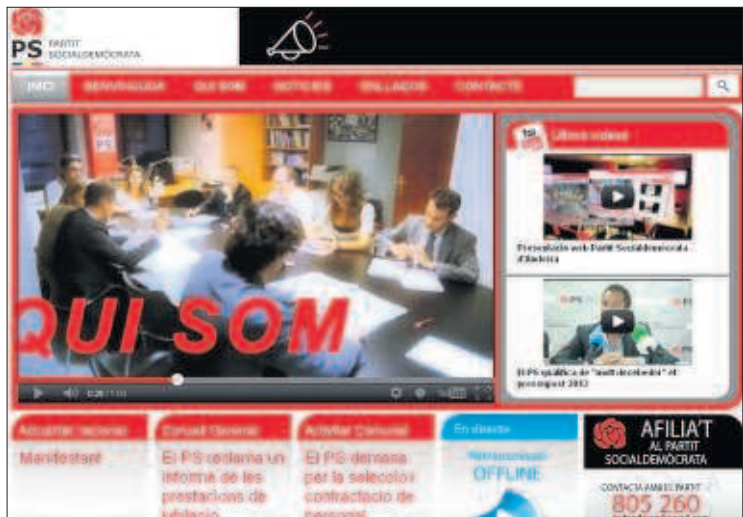 PS PARTIT
SOCIALDEMÒCRATA
INICI BENVINGUDA QUI SOM NOTÍCIES ENLLAÇOS CONTACTE
PS
QUI SOM
Últims vídeos
Presentació web Partit Socialdemòcrata
d'Andorra
PS
El PS qualifica de "molt decebedor" el
pressupost 2012
Actualitat nacional
Manifestant
Consell General
El PS reclama un
informe de les
prestacions de
jubilació
Activitat Comunal
El PS demana
per la selecció i
contractació de
personal
En directe
OFFLINE
AFILIA'T
AL PARTIT
SOCIALDEMÒCRATA
CONTACTA AMB EL PARTIT
805 260